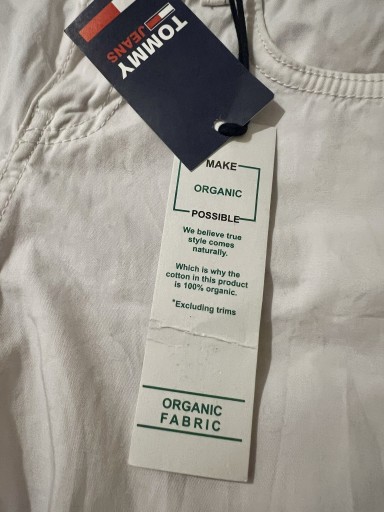 TOMMY
JEANS
MAKE
ORGANIC
POSSIBLE
We believe true
style comes
naturally.
Which is why the
cotton in this product
is 100% organic.
*Excluding trims
ORGANIC
FABRIC